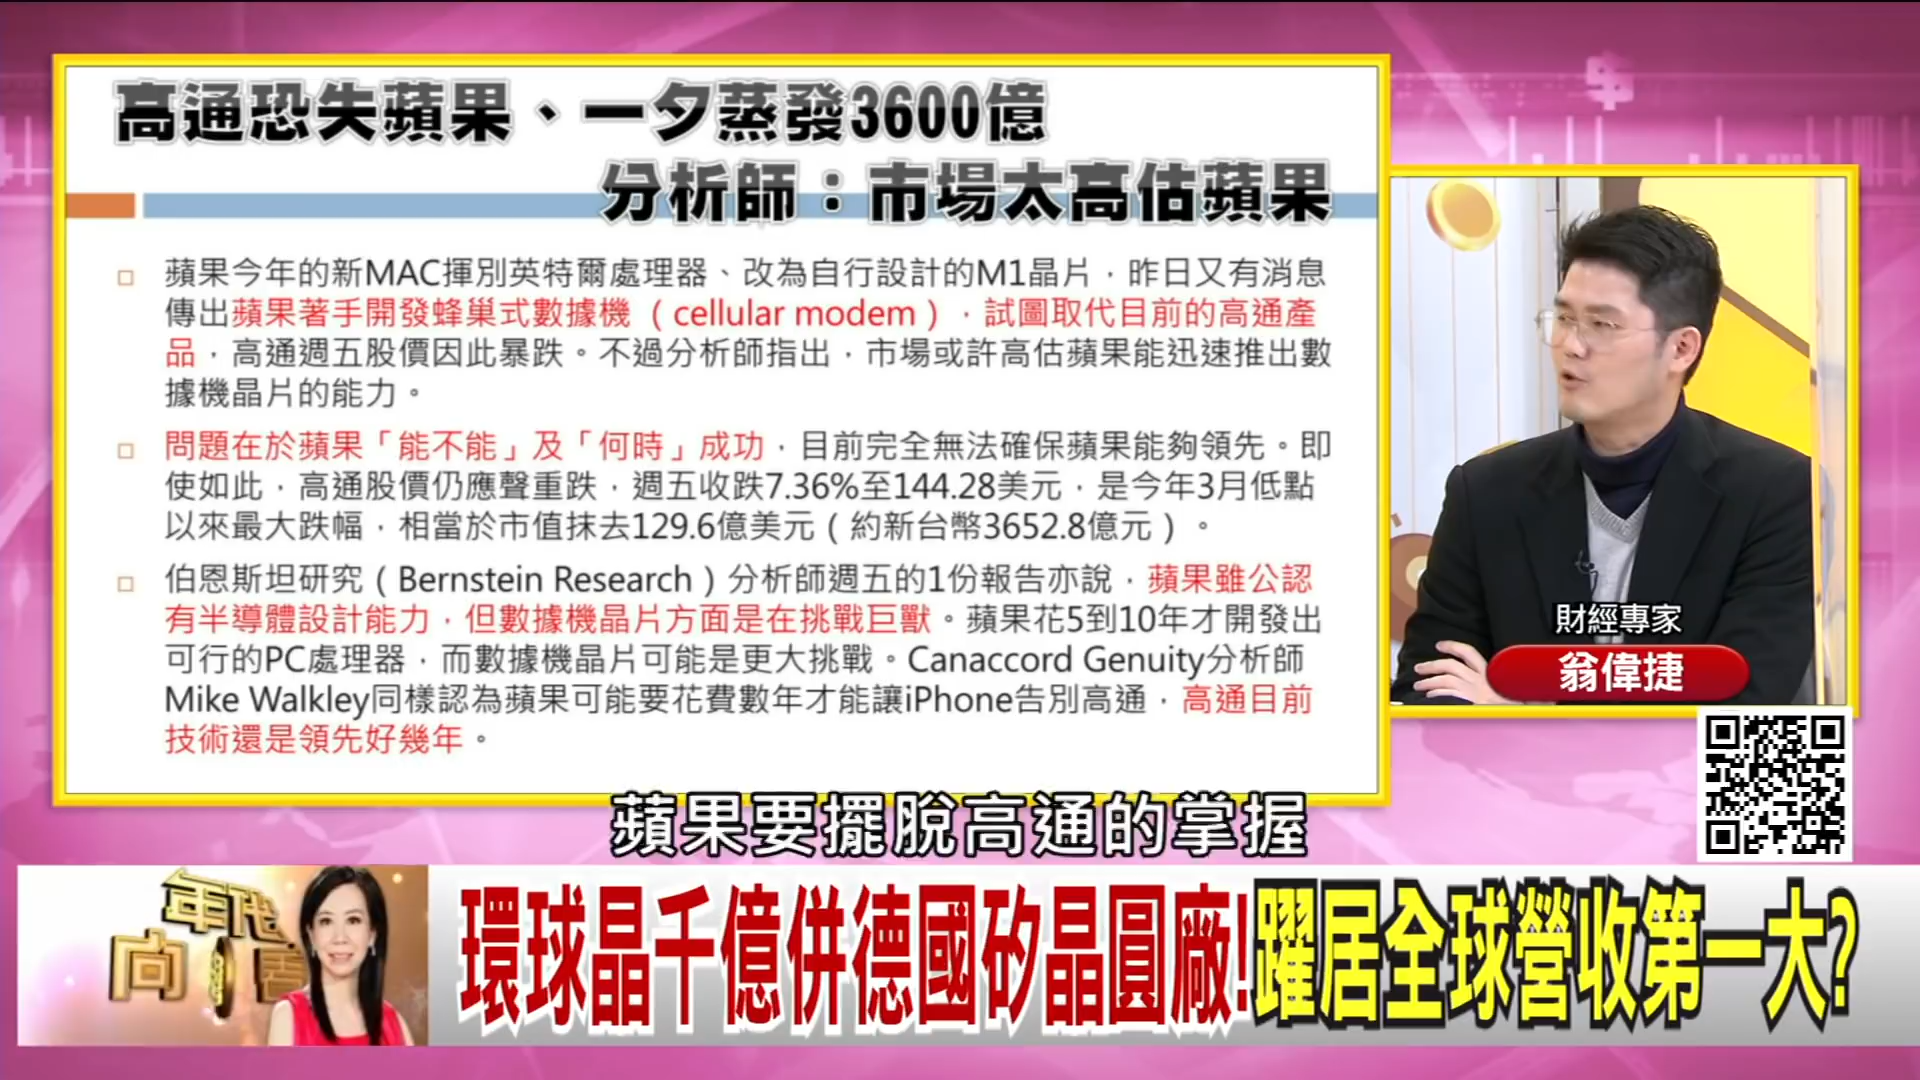 高通恐失蘋果、一夕蒸發3600億
分析師：市場太高估蘋果
蘋果今年的新MAC揮別英特爾處理器、改為自行設計的M1晶片，昨日又有消息
傳出蘋果著手開發蜂巢式數據機（cellular modem），試圖取代目前的高通產
品，高通週五股價因此暴跌。不過分析師指出，市場或許高估蘋果能迅速推出數
據機晶片的能力。
問題在於蘋果「能不能」及「何時」成功，目前完全無法確保蘋果能夠領先。即
使如此，高通股價仍應聲重跌，週五收跌7.36%至144.28美元，是今年3月低點
以來最大跌幅，相當於市值抹去129.6億美元（約新台幣3652.8億元）。
伯恩斯坦研究（Bernstein Research）分析師週五的1份報告亦說，蘋果雖公認
有半導體設計能力，但數據機晶片方面是在挑戰巨獸。蘋果花5到10年才開發出
可行的PC處理器，而數據機晶片可能是更大挑戰。Canaccord Genuity分析師
Mike Walkley同樣認為蘋果可能要花費數年才能讓iPhone告別高通，高通目前
技術還是領先好幾年。
財經專家
翁偉捷
蘋果要擺脫高通的掌握
年代
向錢看
環球晶千億併德國矽晶圓廠!躍居全球營收第一大?